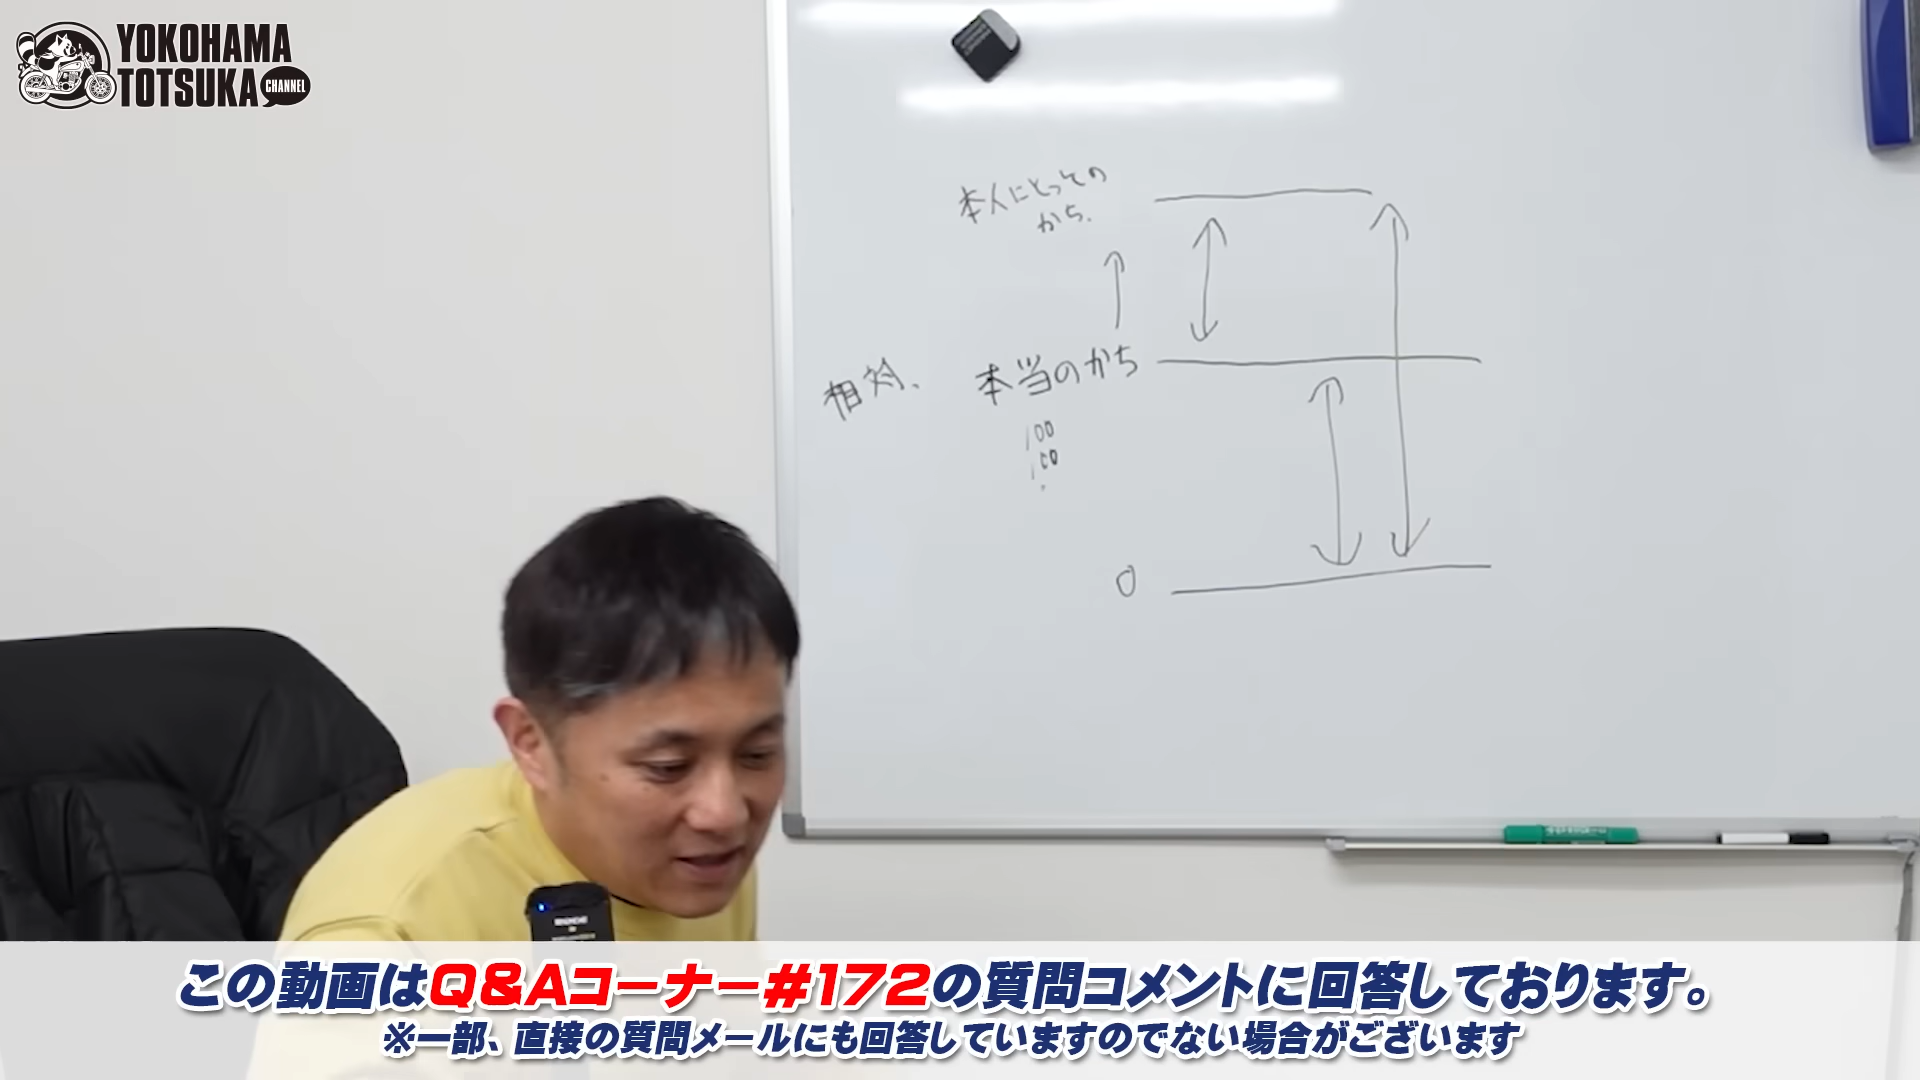 YOKOHAMA
TOTSUKA CHANNEL
本人にとっての
かち.
相対、
本当のかち
100
100
0
この動画はQ&Aコーナー#172の質問コメントに回答しております。
※一部、直接の質問メールにも回答していますのでない場合がございます